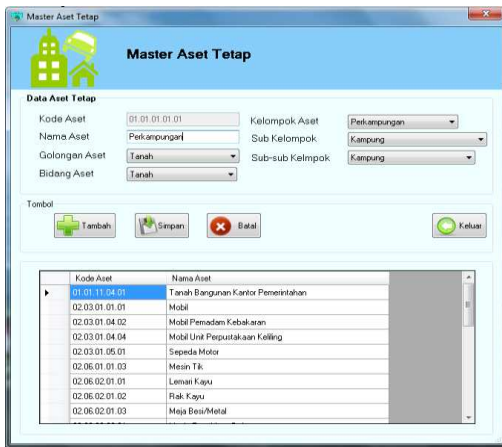 Master Aset Tetap
Master Aset Tetap
Data Aset Tetap
Kode Aset 01.01.01.01.01 Kelompok Aset Perkampungan
Nama Aset Perkampungan Sub Kelompok Kampung
Golongan Aset Tanah Sub-sub Kelmpok Kampung
Bidang Aset Tanah
Tombol
Tambah Simpan Batal Keluar
Kode Aset Nama Aset
01.01.11.04.01 Tanah Bangunan Kantor Pemerintahan
02.03.01.01.01 Mobil
02.03.01.04.02 Mobil Pemadam Kebakaran
02.03.01.04.04 Mobil Unit Perpustakaan Keliling
02.03.01.05.01 Sepeda Motor
02.06.01.01.03 Mesin Tik
02.06.02.01.01 Lemari Kayu
02.06.02.01.02 Rak Kayu
02.06.02.01.03 Meja Besi/Metal